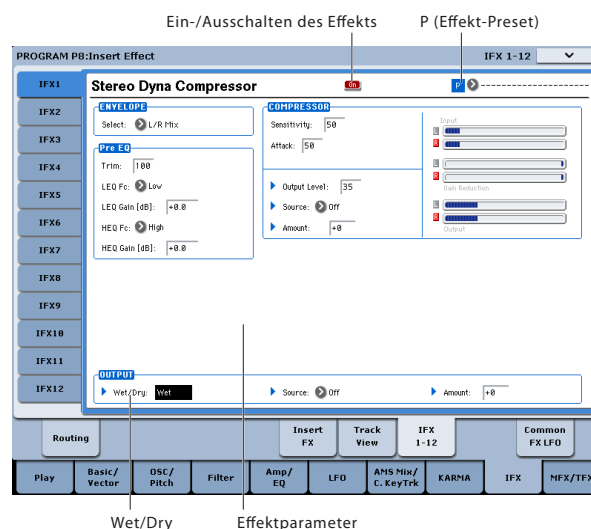 Ein-/Ausschalten des Effekts
P (Effekt-Preset)
PROGRAM P8:Insert Effect
IFX 1-12
IFX1
IFX2
IFX3
IFX4
IFX5
IFX6
IFX7
IFX8
IFX9
IFX10
IFX11
IFX12
Stereo Dyna Compressor
On
P
ENVELOPE
Select: L/R Mix
Pre EQ
Trim: 100
LEQ Fc: Low
LEQ Gain [dB]: +0.0
HEQ Fc: High
HEQ Gain [dB]: +0.0
COMPRESSOR
Sensitivity: 50
Attack: 50
Output Level: 35
Source: Off
Amount: +0
Input
L
R
L
R
Gain Reduction
L
R
Output
OUTPUT
Wet/Dry: Wet
Source: Off
Amount: +0
Routing
Insert
FX
Track
View
IFX
1-12
Common
FX LFO
Play
Basic/
Vector
OSC/
Pitch
Filter
Amp/
EQ
LFO
AMS Mix/
C. KeyTrk
KARMA
IFX
MFX/TFX
Wet/Dry
Effektparameter